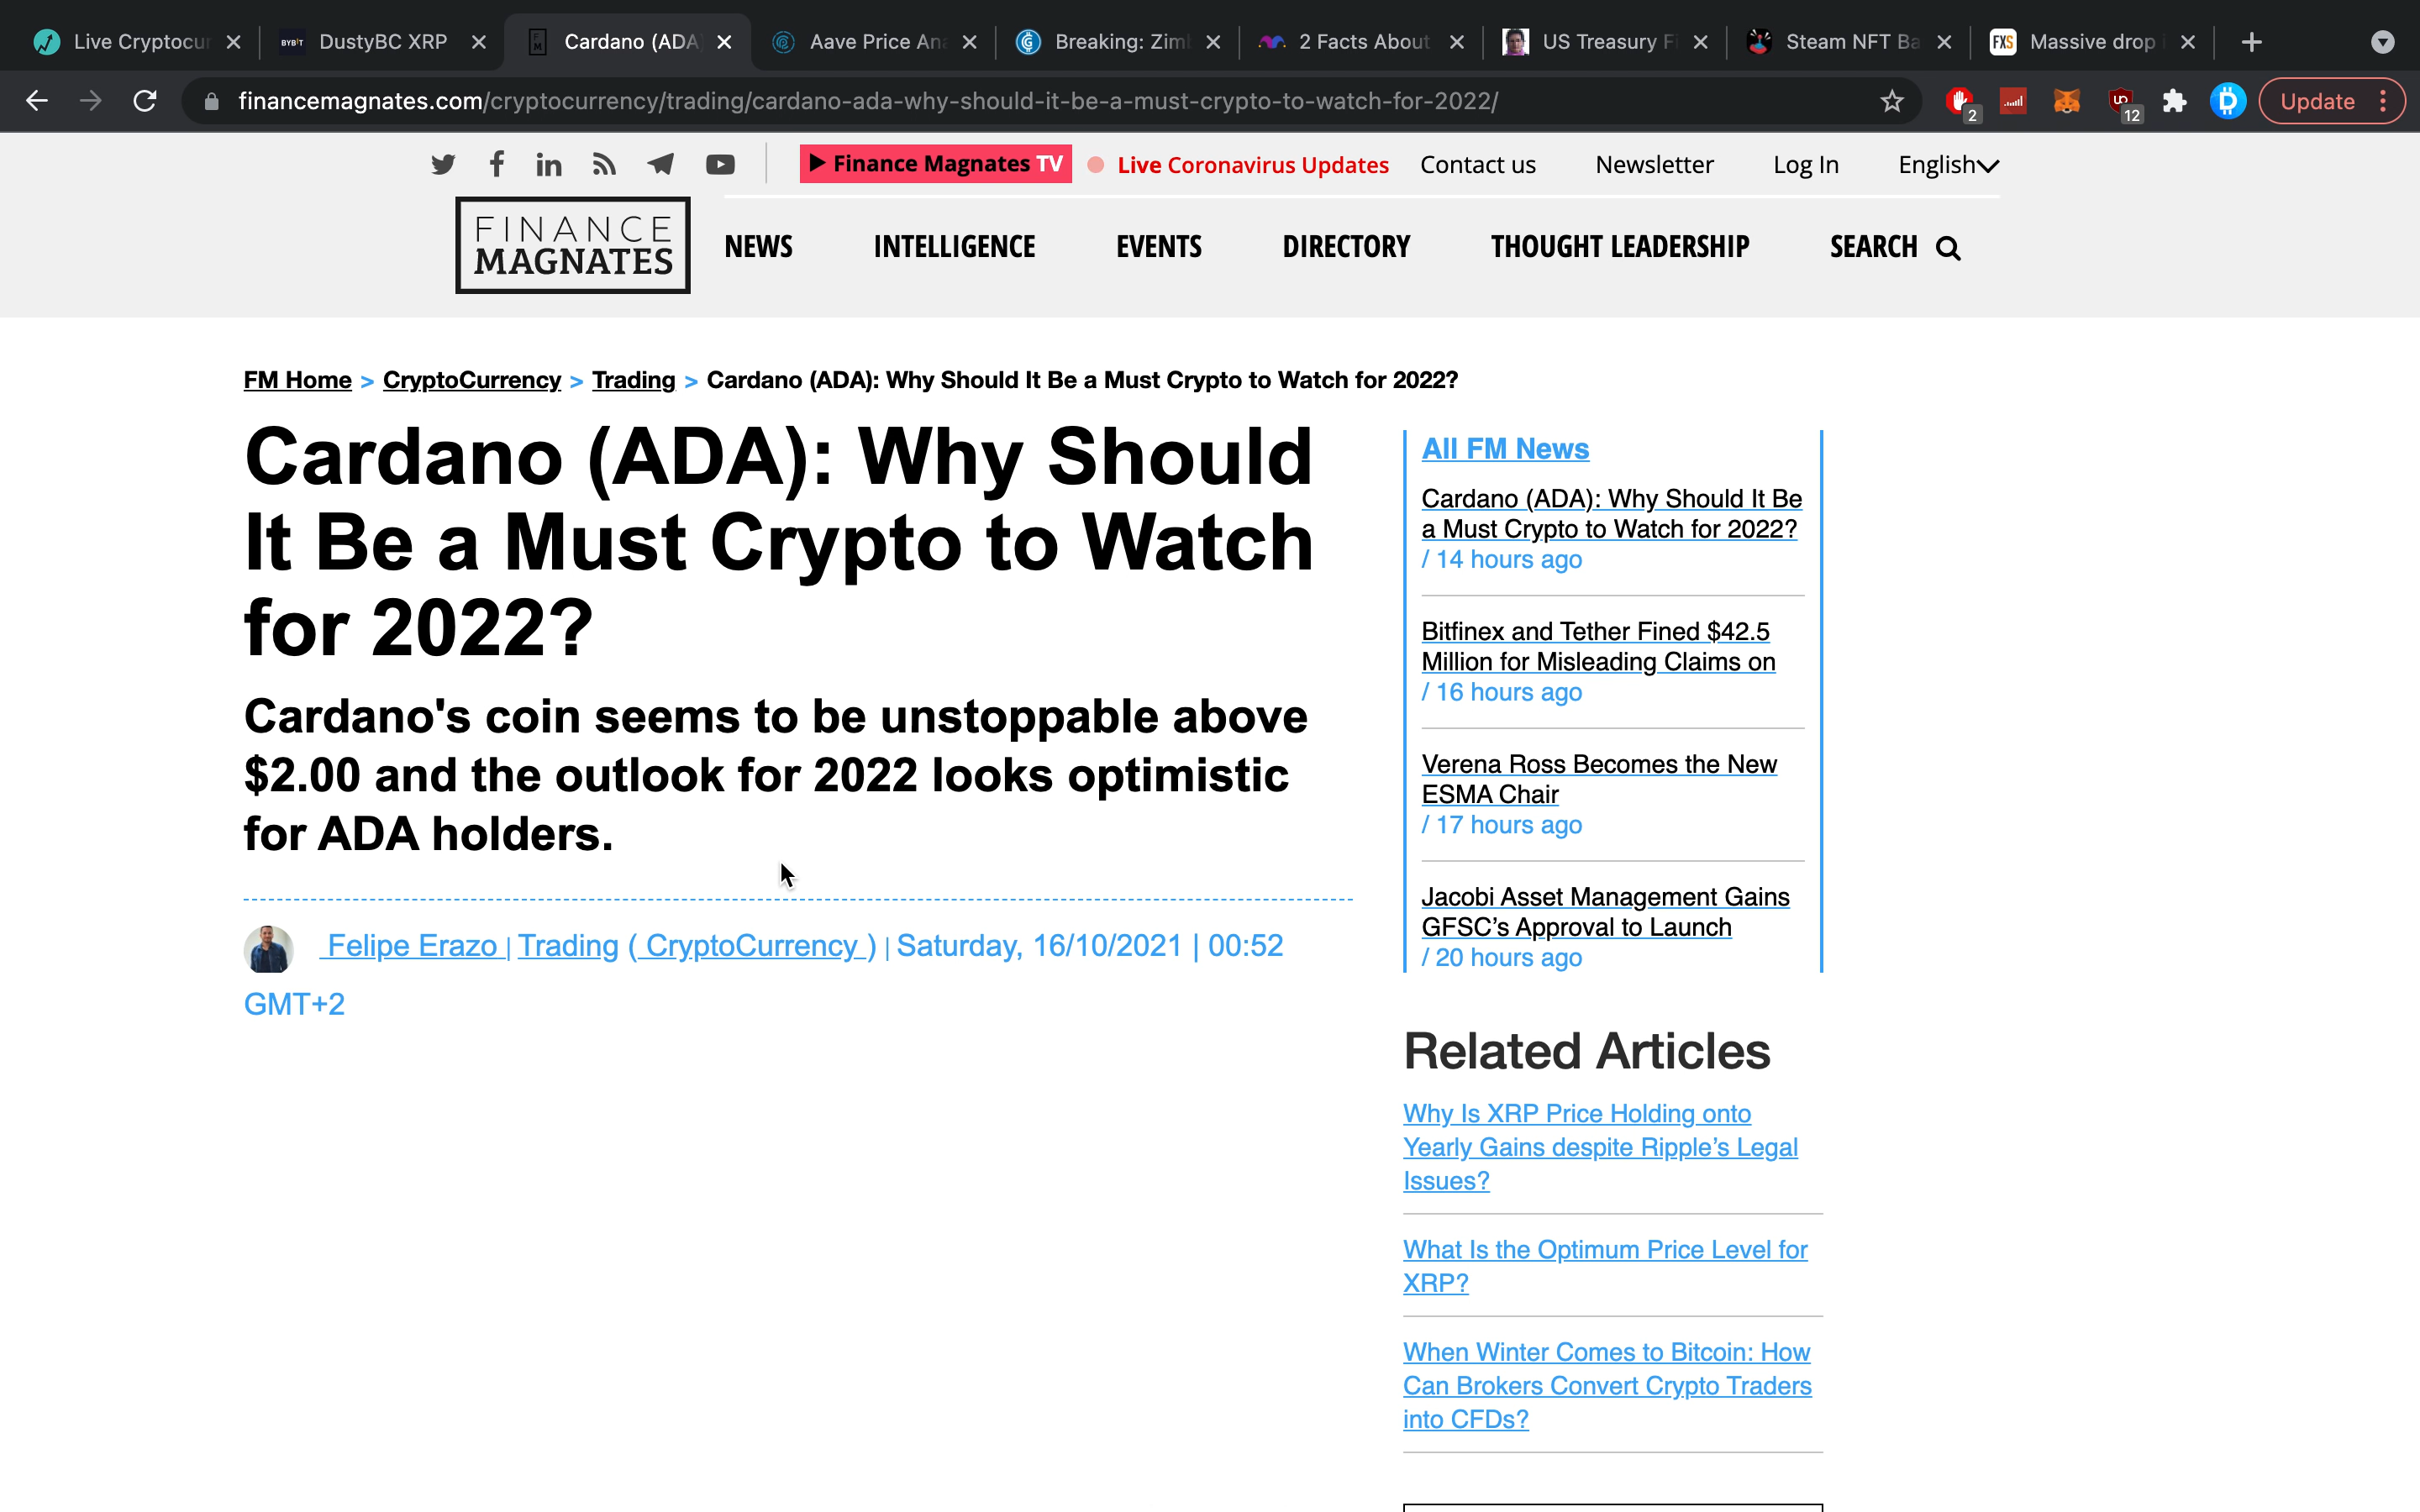 Live Cryptocur
BYBIT DustyBC XRP
Cardano (ADA
Aave Price Ana
Breaking: Zim
2 Facts About
US Treasury F
Steam NFT Ba
FXS Massive drop
financemagnates.com/cryptocurrency/trading/cardano-ada-why-should-it-be-a-must-crypto-to-watch-for-2022/
2
12
Update
Finance Magnates TV
Live Coronavirus Updates
Contact us
Newsletter
Log In
English
FINANCE
MAGNATES
NEWS
INTELLIGENCE
EVENTS
DIRECTORY
THOUGHT LEADERSHIP
SEARCH
FM Home > CryptoCurrency > Trading > Cardano (ADA): Why Should It Be a Must Crypto to Watch for 2022?
Cardano (ADA): Why Should
It Be a Must Crypto to Watch
for 2022?
Cardano's coin seems to be unstoppable above
$2.00 and the outlook for 2022 looks optimistic
for ADA holders.
Felipe Erazo | Trading ( CryptoCurrency ) | Saturday, 16/10/2021 | 00:52
GMT+2
All FM News
Cardano (ADA): Why Should It Be
a Must Crypto to Watch for 2022?
/ 14 hours ago
Bitfinex and Tether Fined $42.5
Million for Misleading Claims on
/ 16 hours ago
Verena Ross Becomes the New
ESMA Chair
/ 17 hours ago
Jacobi Asset Management Gains
GFSC’s Approval to Launch
/ 20 hours ago
Related Articles
Why Is XRP Price Holding onto
Yearly Gains despite Ripple’s Legal
Issues?
What Is the Optimum Price Level for
XRP?
When Winter Comes to Bitcoin: How
Can Brokers Convert Crypto Traders
into CFDs?